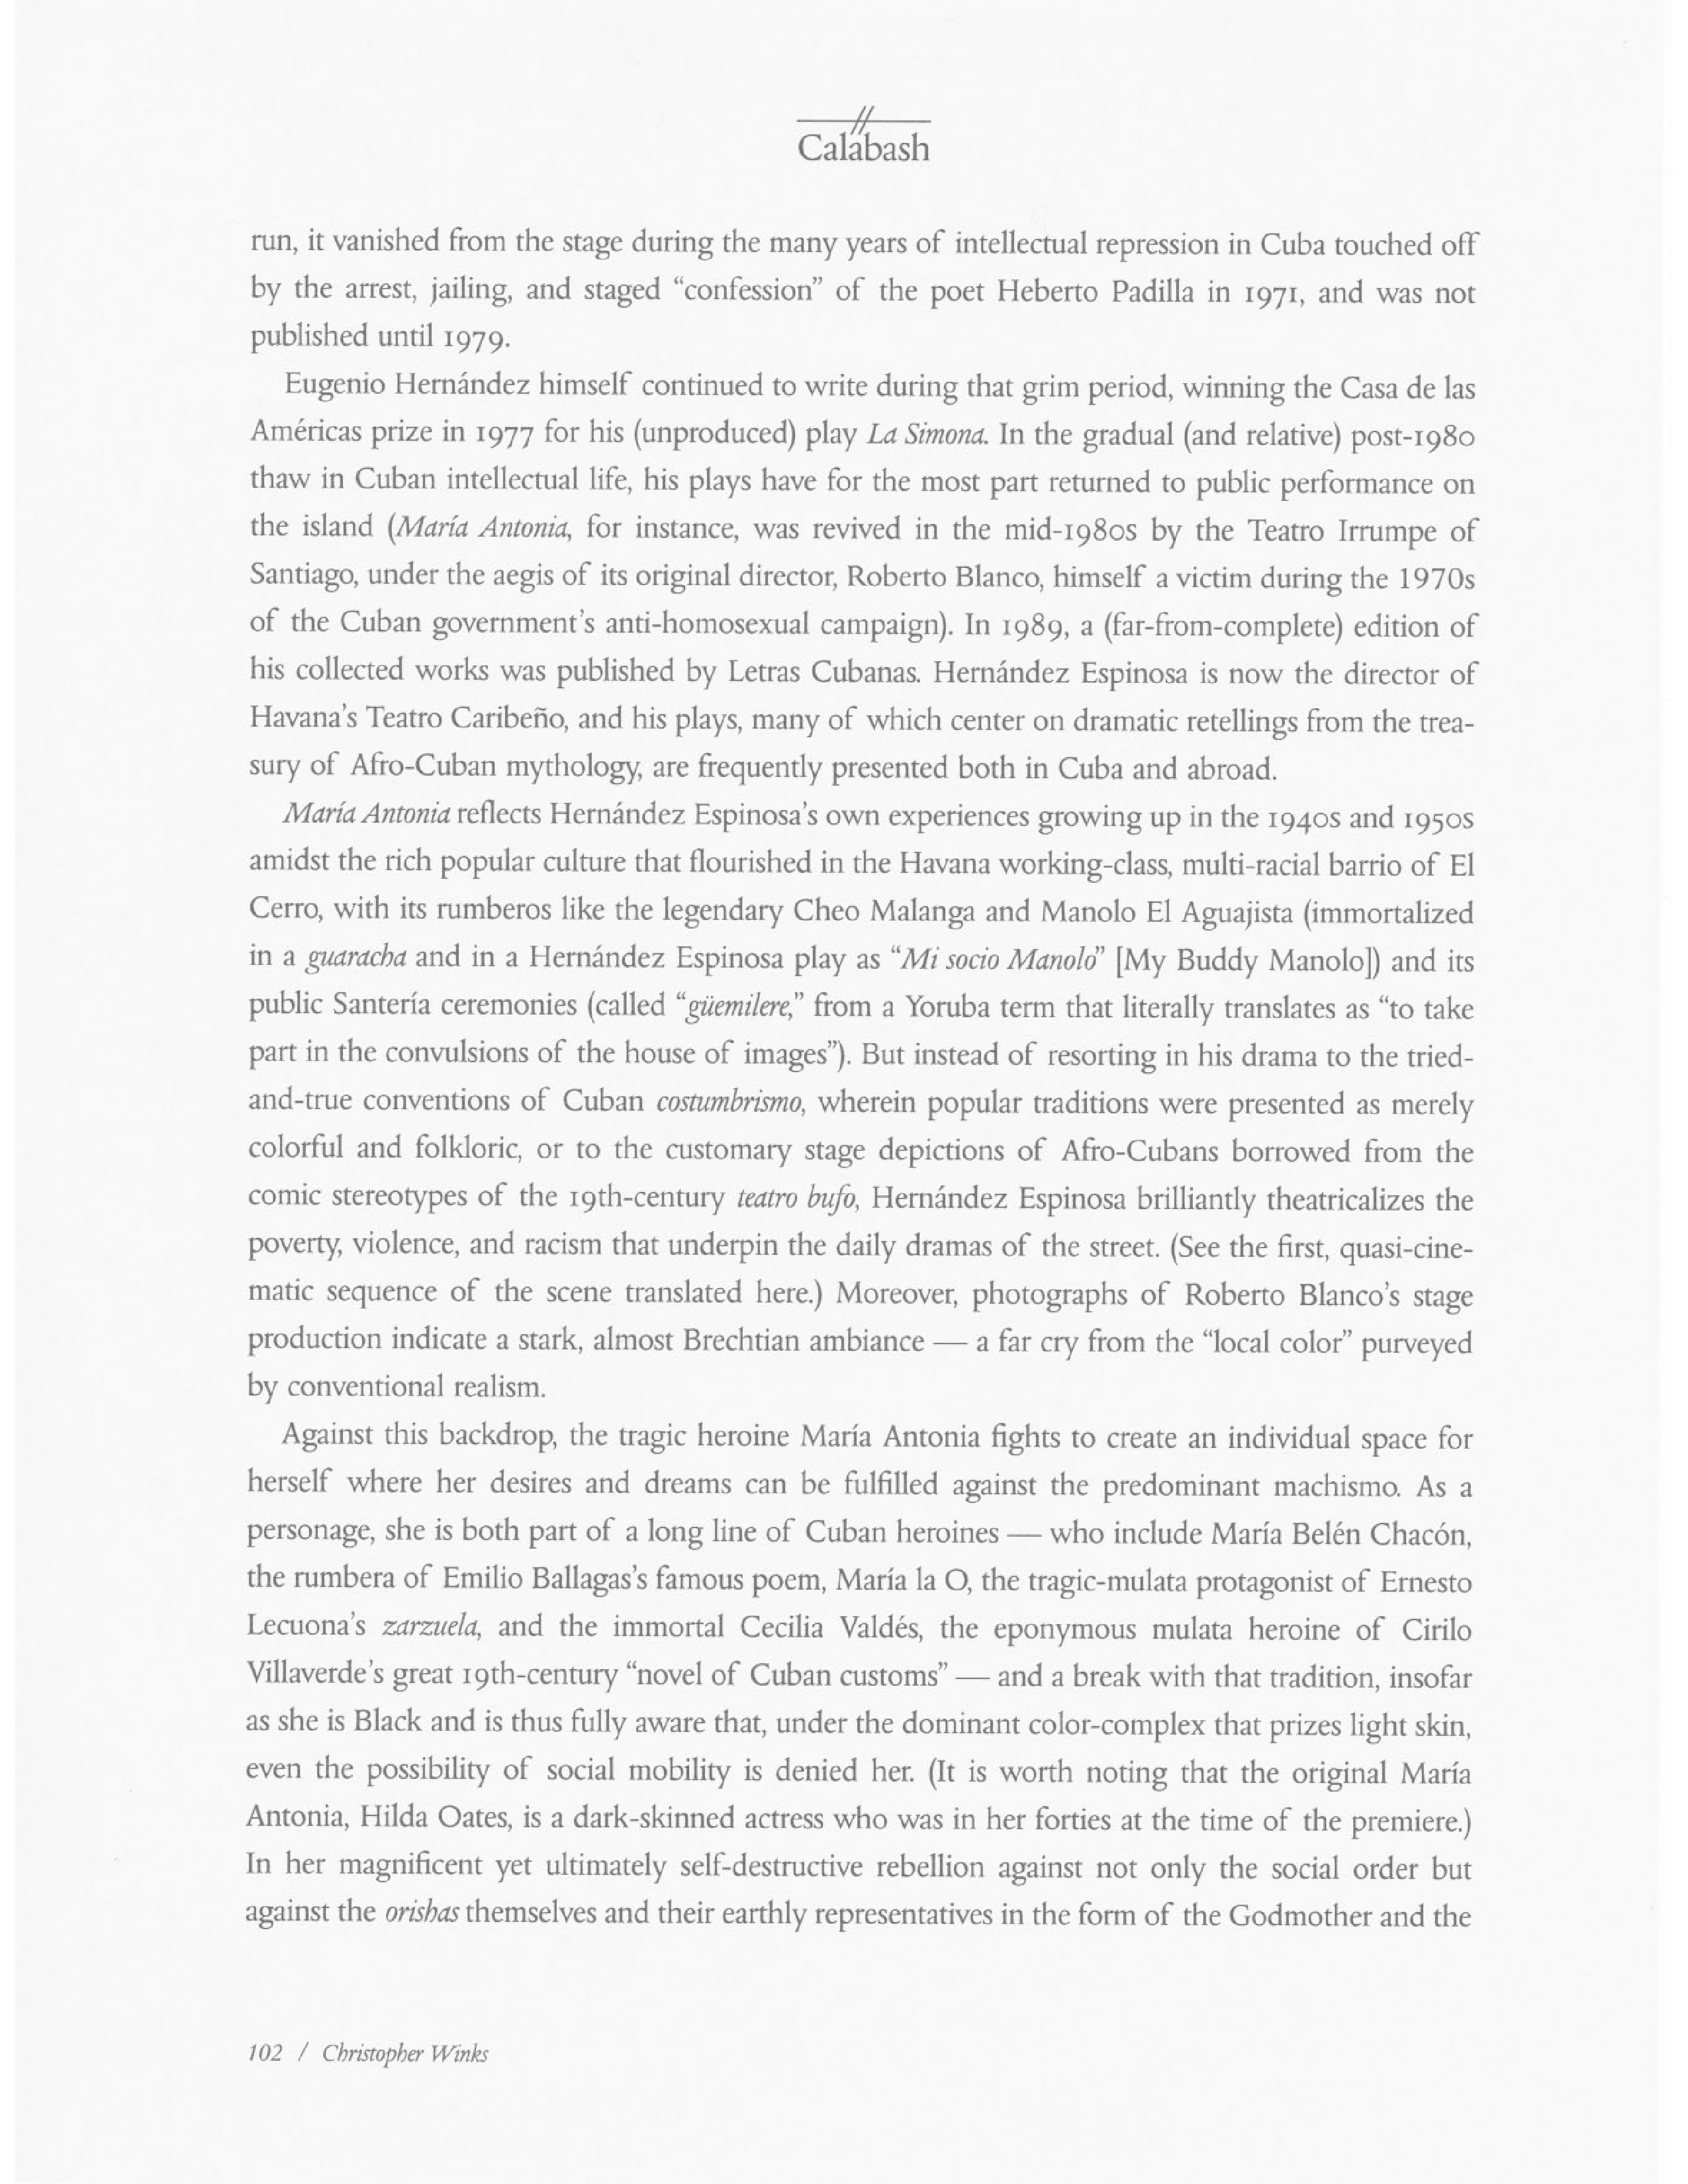 Calabash
run, it vanished from the stage during the many years of intellectual repression in Cuba touched off
by the arrest, jailing, and staged “confession” of the poet Heberto Padilla in 1971, and was not
published until 1979.
Eugenio Hernández himself continued to write during that grim period, winning the Casa de las
Américas prize in 1977 for his (unproduced) play La Simona. In the gradual (and relative) post-1980
thaw in Cuban intellectual life, his plays have for the most part returned to public performance on
the island (María Antonia, for instance, was revived in the mid-1980s by the Teatro Irrumpe of
Santiago, under the aegis of its original director, Roberto Blanco, himself a victim during the 1970s
of the Cuban government’s anti-homosexual campaign). In 1989, a (far-from-complete) edition of
his collected works was published by Letras Cubanas. Hernández Espinosa is now the director of
Havana’s Teatro Caribeño, and his plays, many of which center on dramatic retellings from the trea-
sury of Afro-Cuban mythology, are frequently presented both in Cuba and abroad.
María Antonia reflects Hernández Espinosa’s own experiences growing up in the 1940s and 1950s
amidst the rich popular culture that flourished in the Havana working-class, multi-racial barrio of El
Cerro, with its rumberos like the legendary Cheo Malanga and Manolo El Aguajista (immortalized
in a guaracha and in a Hernández Espinosa play as “Mi socio Manolo” [My Buddy Manolo]) and its
public Santería ceremonies (called “güemilere,” from a Yoruba term that literally translates as “to take
part in the convulsions of the house of images”). But instead of resorting in his drama to the tried-
and-true conventions of Cuban costumbrismo, wherein popular traditions were presented as merely
colorful and folkloric, or to the customary stage depictions of Afro-Cubans borrowed from the
comic stereotypes of the 19th-century teatro bufo, Hernández Espinosa brilliantly theatricalizes the
poverty, violence, and racism that underpin the daily dramas of the street. (See the first, quasi-cine-
matic sequence of the scene translated here.) Moreover, photographs of Roberto Blanco’s stage
production indicate a stark, almost Brechtian ambiance — a far cry from the “local color” purveyed
by conventional realism.
Against this backdrop, the tragic heroine María Antonia fights to create an individual space for
herself where her desires and dreams can be fulfilled against the predominant machismo. As a
personage, she is both part of a long line of Cuban heroines — who include María Belén Chacón,
the rumbera of Emilio Ballagas’s famous poem, María la O, the tragic-mulata protagonist of Ernesto
Lecuona’s zarzuela, and the immortal Cecilia Valdés, the eponymous mulata heroine of Cirilo
Villaverde’s great 19th-century “novel of Cuban customs” — and a break with that tradition, insofar
as she is Black and is thus fully aware that, under the dominant color-complex that prizes light skin,
even the possibility of social mobility is denied her. (It is worth noting that the original María
Antonia, Hilda Oates, is a dark-skinned actress who was in her forties at the time of the premiere.)
In her magnificent yet ultimately self-destructive rebellion against not only the social order but
against the orishas themselves and their earthly representatives in the form of the Godmother and the
102 / Christopher Winks